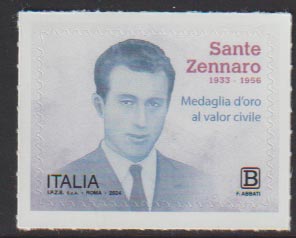 Sante
Zennaro
1933 - 1956
Medaglia d'oro
al valor civile
ITALIA
I.P.Z.S. S.p.A. - ROMA - 2024
B
F. ABBATI